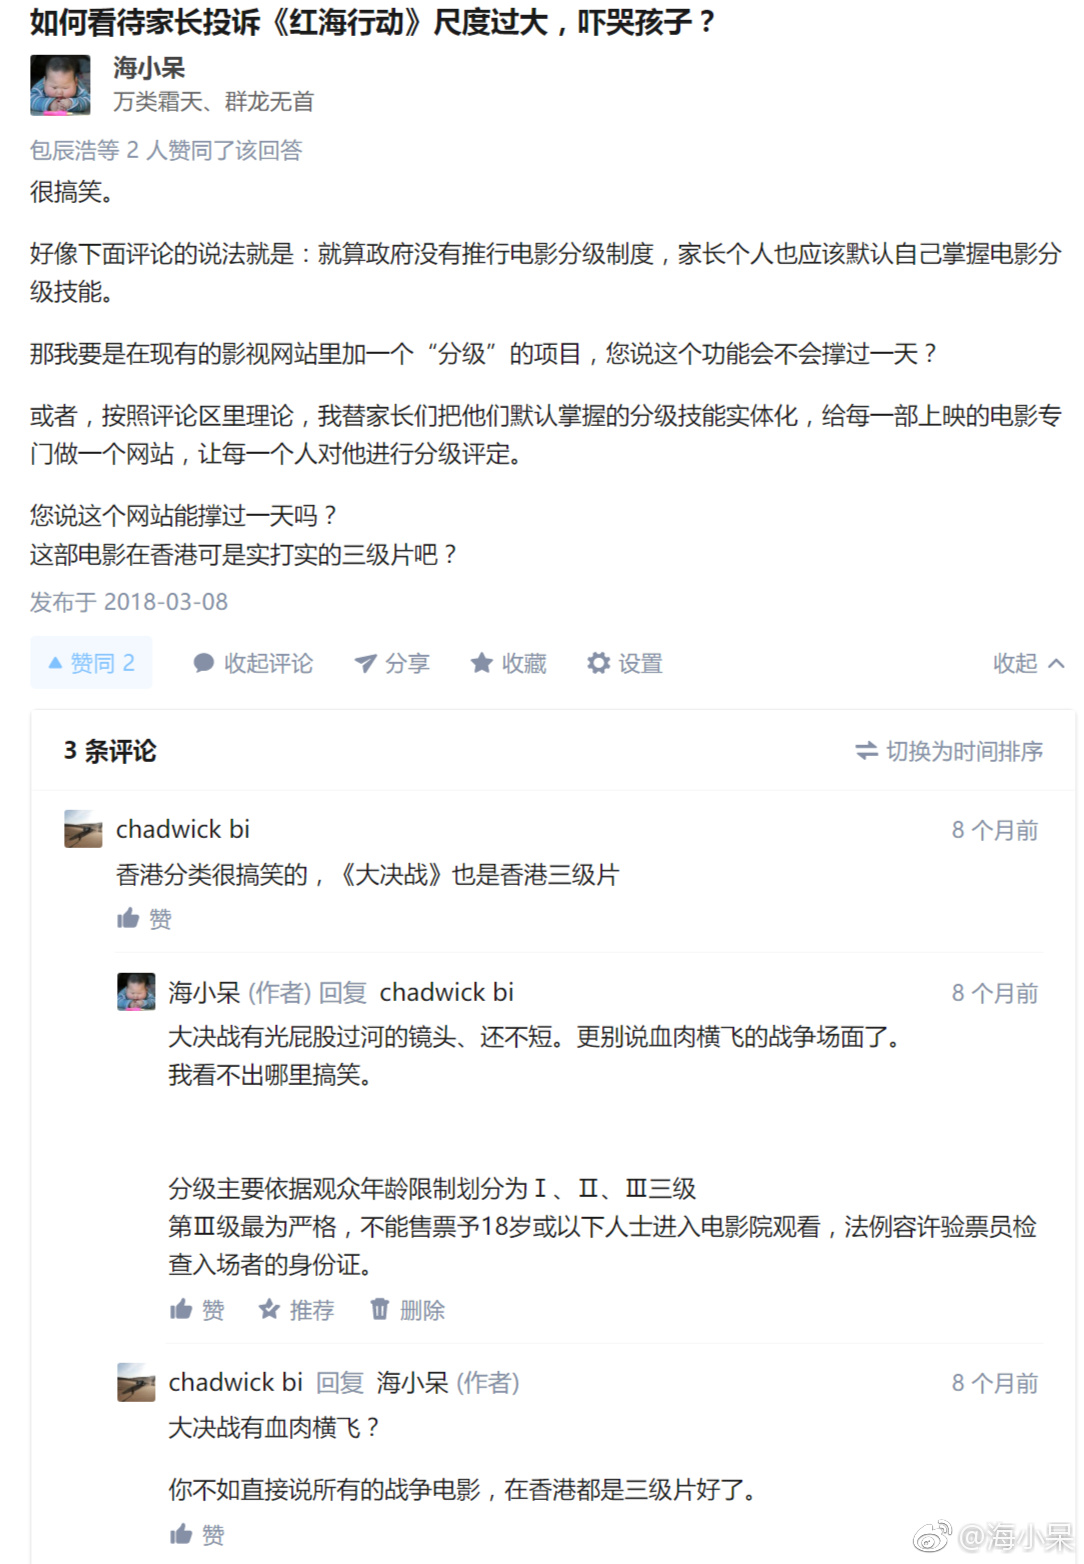 如何看待家长投诉《红海行动》尺度过大，吓哭孩子？
海小呆
万类霜天、群龙无首
包辰浩等 2 人赞同了该回答
很搞笑。
好像下面评论的说法就是：就算政府没有推行电影分级制度，家长个人也应该默认自己掌握电影分
级技能。
那我要是在现有的影视网站里加一个“分级”的项目，您说这个功能会不会撑过一天？
或者，按照评论区里理论，我替家长们把他们默认掌握的分级技能实体化，给每一部上映的电影专
门做一个网站，让每一个人对他进行分级评定。
您说这个网站能撑过一天吗？
这部电影在香港可是实打实的三级片吧？
发布于 2018-03-08
赞同 2 收起评论 分享 收藏 设置 收起
3 条评论 切换为时间排序
chadwick bi 8 个月前
香港分类很搞笑的，《大决战》也是香港三级片
赞
海小呆 (作者) 回复 chadwick bi 8 个月前
大决战有光屁股过河的镜头、还不短。更别说血肉横飞的战争场面了。
我看不出哪里搞笑。
分级主要依据观众年龄限制划分为Ⅰ、Ⅱ、Ⅲ三级
第Ⅲ级最为严格，不能售票予18岁或以下人士进入电影院观看，法例容许验票员检
查入场者的身份证。
赞 推荐 删除
chadwick bi 回复 海小呆 (作者) 8 个月前
大决战有血肉横飞？
你不如直接说所有的战争电影，在香港都是三级片好了。
赞
@海小呆